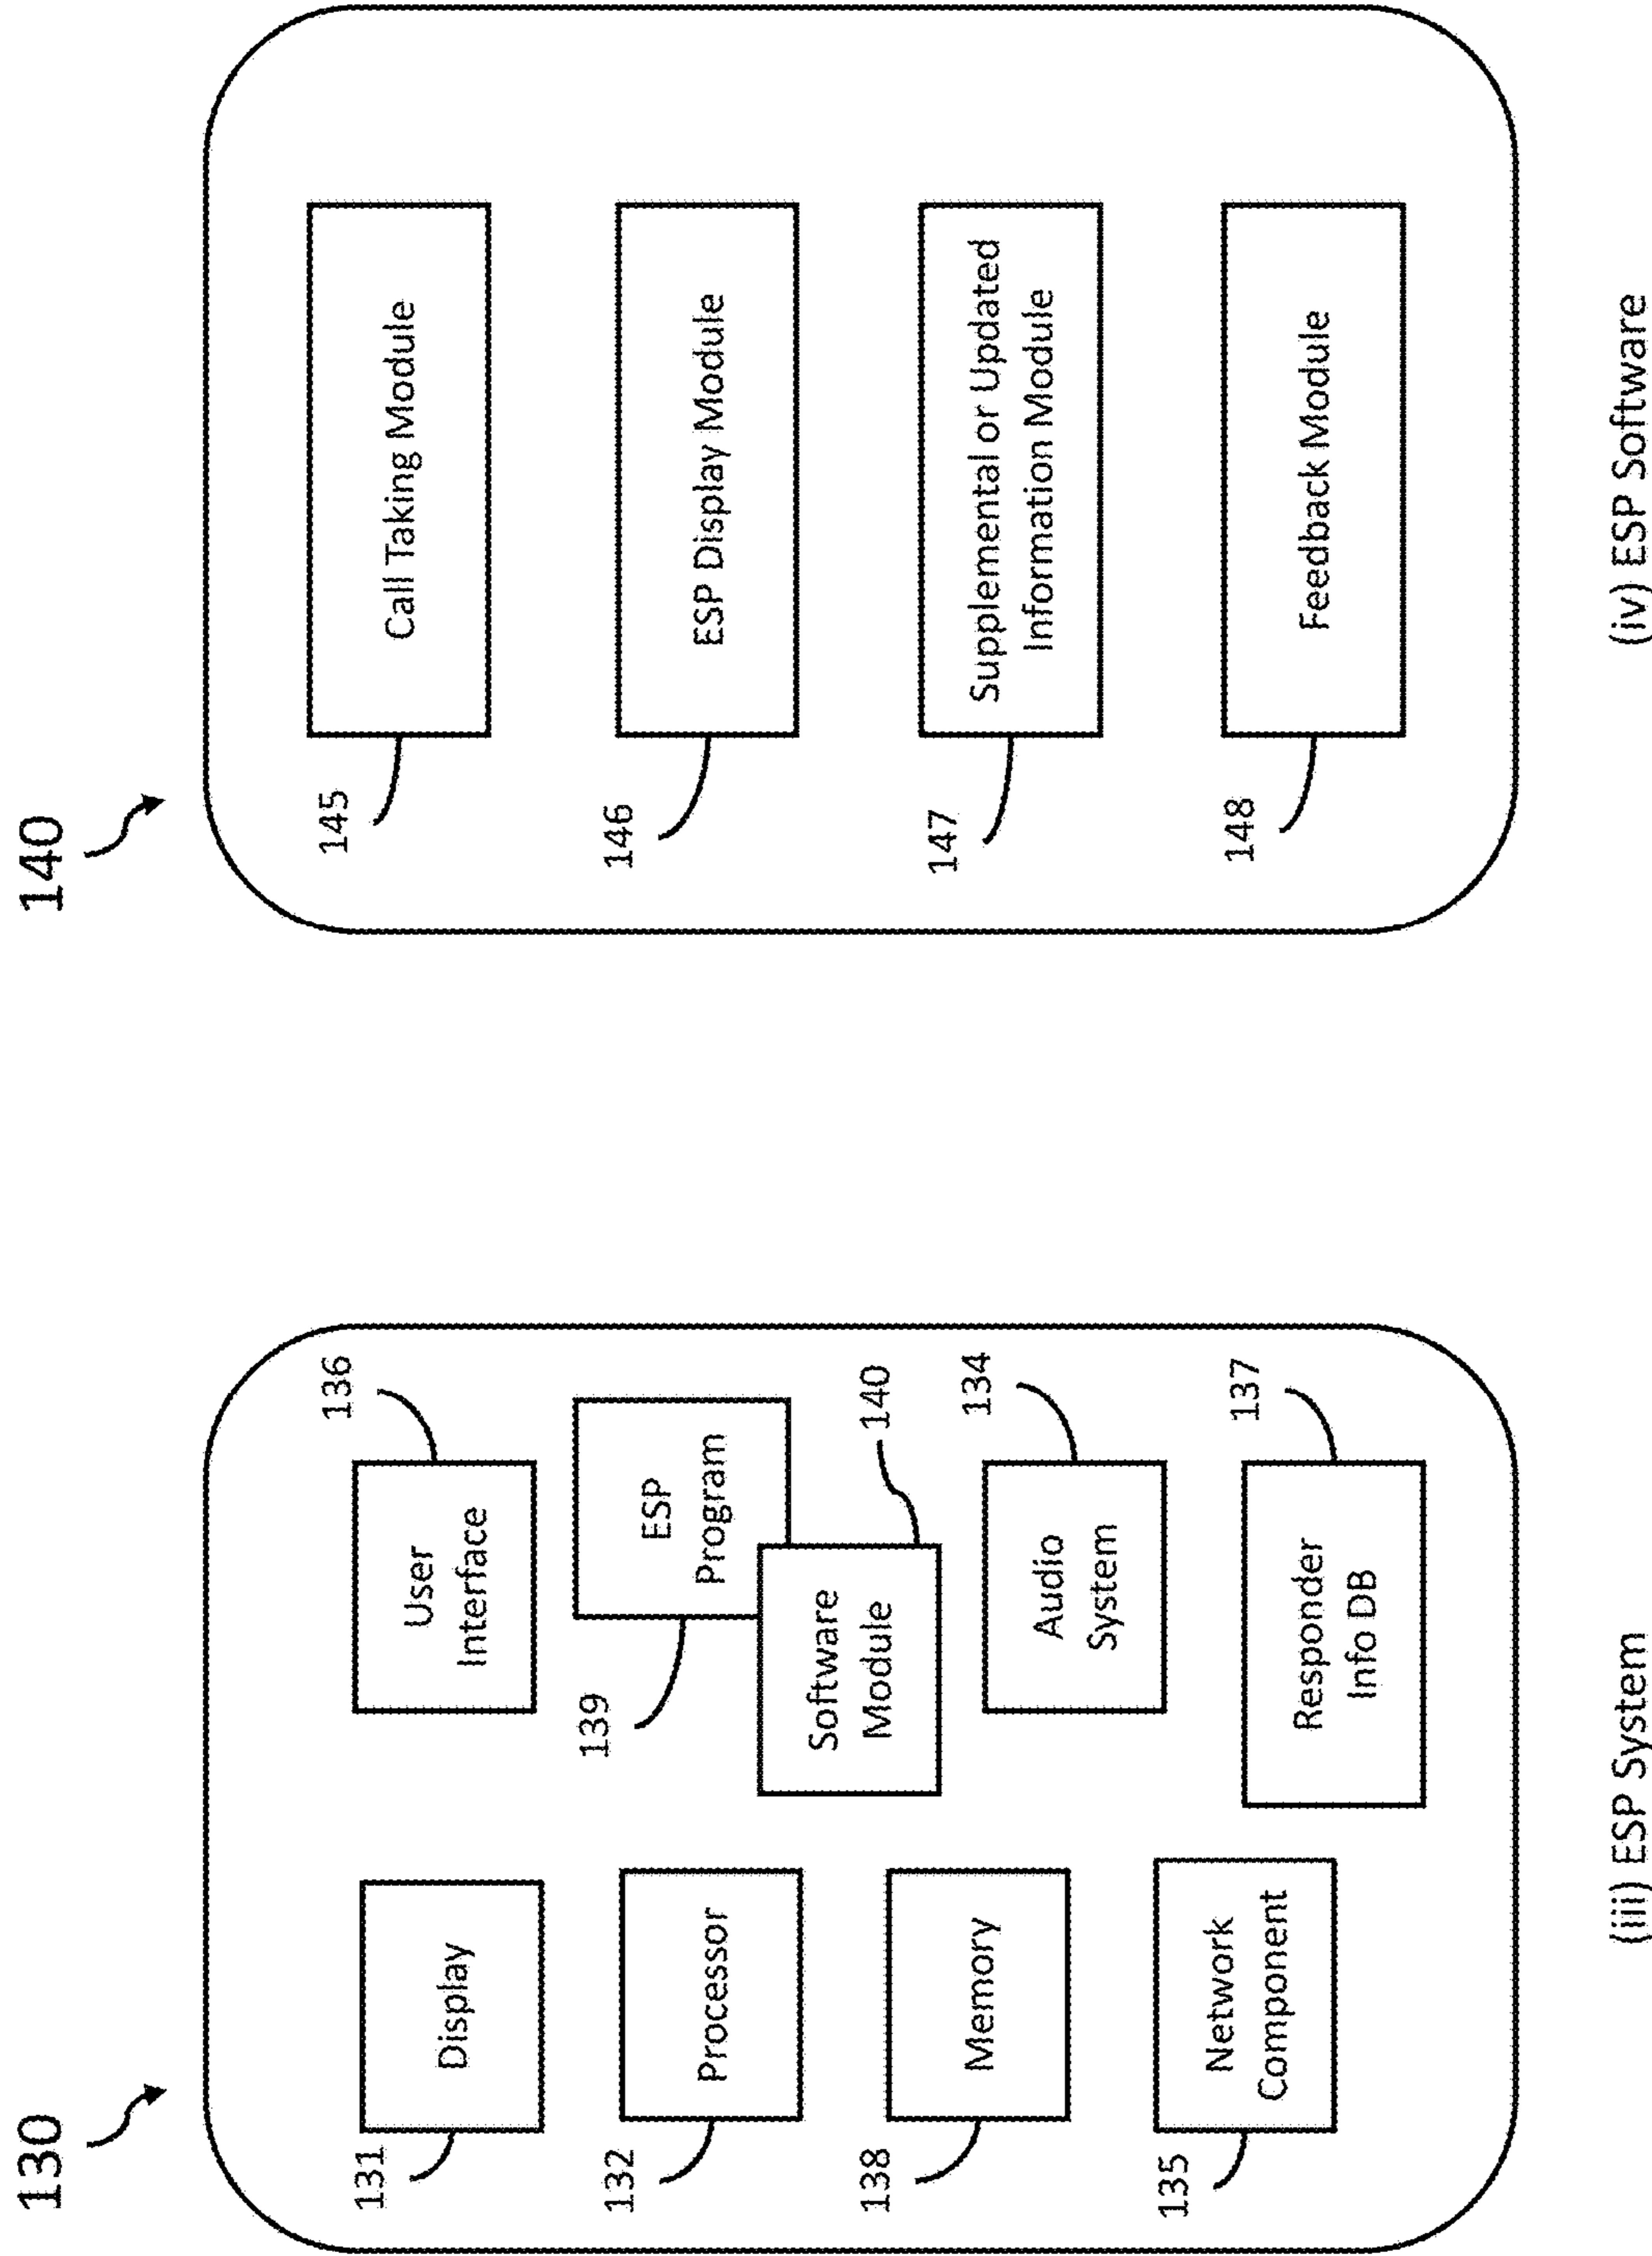 130
131
Display
132
Processor
138
Memory
135
Network
Component
136
User
Interface
139
ESP
Program
140
Software
Module
134
Audio
System
137
Responder
Info DB
(iii) ESP System
140
145
Call Taking Module
146
ESP Display Module
147
Supplemental or Updated
Information Module
148
Feedback Module
(iv) ESP Software